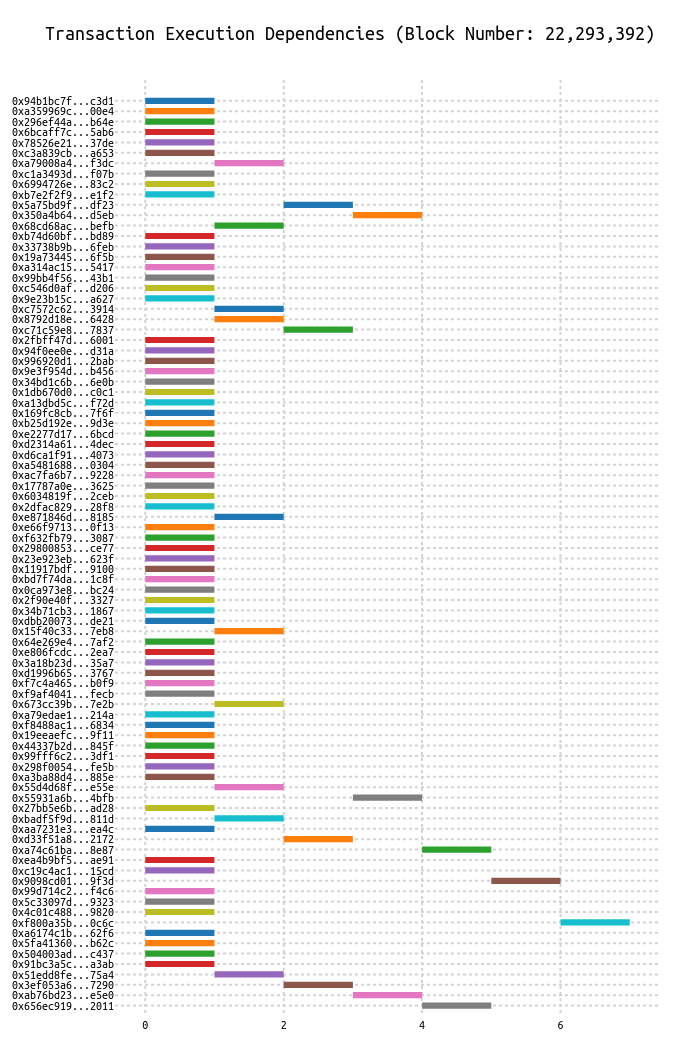 Transaction Execution Dependencies (Block Number: 22,293,392)
0x94b1bc7f...c3d1
0xa359969c...00e4
0x296ef44a...b64e
0x6bcaff7c...5ab6
0x78526e21...37de
0xc3a839cb...a653
0xa79008a4...f3dc
0xc1a3493d...f07b
0x6994726e...83c2
0xb7e2f2f9...e1f2
0x5a75bd9f...df23
0x350a4b64...d5eb
0x68cd68ac...befb
0xb74d60bf...bd89
0x33738b9b...6feb
0x19a73445...6f5b
0xa314ac15...5417
0x99bb4f56...43b1
0xc546d0af...d206
0x9e23b15c...a627
0xc7572c62...3914
0x8792d18e...6428
0xc71c59e8...7837
0x2fbff47d...6001
0x94f0ee0e...d31a
0x996920d1...2bab
0x9e3f954d...b456
0x34bd1c6b...6e0b
0x1db670d0...c0c1
0xa13dbd5c...f72d
0x169fc8cb...7f6f
0xb25d192e...9d3e
0xe2277d17...6bcd
0xd2314a61...4dec
0xd6ca1f91...4073
0xa5481688...0304
0xac7fa6b7...9228
0x17787a0e...3625
0x6034819f...2ceb
0x2dfac829...28f8
0xe871846d...8185
0xe66f9713...0f13
0xf632fb79...3087
0x29800853...ce77
0x23e923eb...623f
0x11917bdf...9100
0xbd7f74da...1c8f
0x0ca973e8...bc24
0x2f90e40f...3327
0x34b71cb3...1867
0xdbb20073...de21
0x15f40c33...7eb8
0x64e269e4...7af2
0xe806fcdc...2ea7
0x3a18b23d...35a7
0xd1996b65...3767
0xf7c4a465...b0f9
0xf9af4041...fecb
0x673cc39b...7e2b
0xa79edae1...214a
0xf8488ac1...6834
0x19eeaefc...9f11
0x44337b2d...845f
0x99fff6c2...3df1
0x298f0054...fe5b
0xa3ba88d4...885e
0x55d4d68f...e55e
0x55931a6b...4bfb
0x27bb5e6b...ad28
0xbadf5f9d...811d
0xaa7231e3...ea4c
0xd33f51a8...2172
0xa74c61ba...8e87
0xea4b9bf5...ae91
0xc19c4ac1...15cd
0x9098cd01...9f3d
0x99d714c2...f4c6
0x5c33097d...9323
0x4c01c488...9820
0xf800a35b...0c6c
0xa6174c1b...62f6
0x5fa41360...b62c
0x504003ad...c437
0x91bc3a5c...a3ab
0x51edd8fe...75a4
0x3ef053a6...7290
0xab76bd23...e5e0
0x656ec919...2011
0 2 4 6